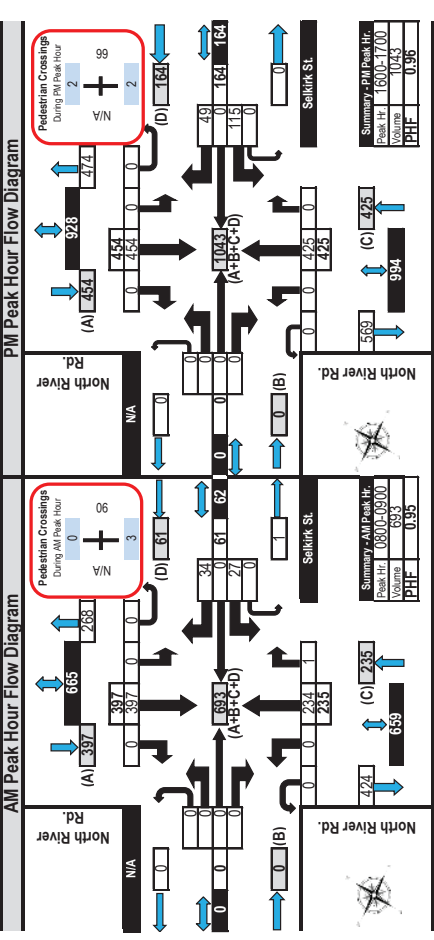 AM Peak Hour Flow Diagram
North River
Rd.
N/A
665
(A) 397 268
397
0 0 397 0 0
Pedestrian Crossings
During AM Peak Hour
0
N/A 90
3
0
(D) 61
0 0
0
0
0
0
693
(A+B+C+D)
34
0
27
0
61 62
0 (B)
1
Selkirk St.
0 0 234 1
235
North River Rd.
424 235 (C)
659
Summary - AM Peak Hr.
Peak Hr. 0800-0900
Volume 693
PHF 0.95
PM Peak Hour Flow Diagram
North River
Rd.
N/A
928
(A) 454 474
454
0 0 454 0 0
Pedestrian Crossings
During PM Peak Hour
2
N/A 66
2
0
(D) 164
0 0
0
0
0
0
1043
(A+B+C+D)
49
0
115
0
164 164
0 (B)
0
Selkirk St.
0 0 425 0
425
North River Rd.
569 425 (C)
994
Summary - PM Peak Hr.
Peak Hr. 1600-1700
Volume 1043
PHF 0.96